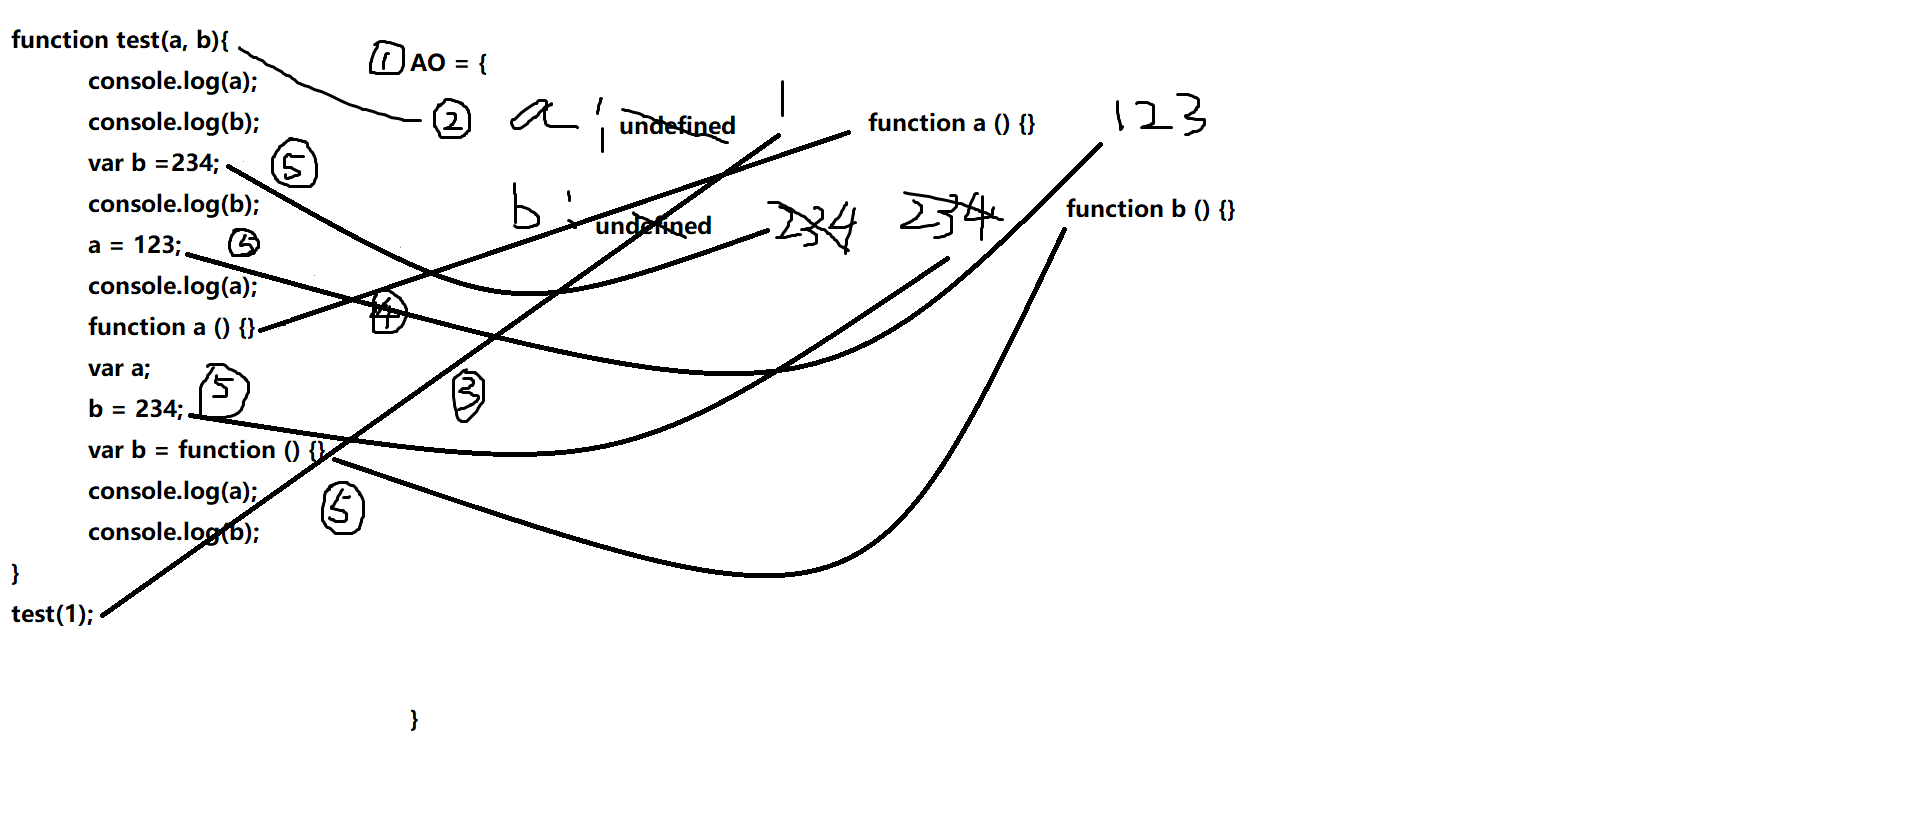 function test(a, b){
console.log(a);
console.log(b);
var b =234; ⑤
console.log(b);
a = 123; ⑤
console.log(a);
function a () {} ④
var a;
b = 234; ⑤
var b = function () {}
console.log(a); ⑤
console.log(b);
}
test(1);
① AO = {
② a : undefined 1 function a () {} 123
b : undefined 234 234 function b () {}
③
}